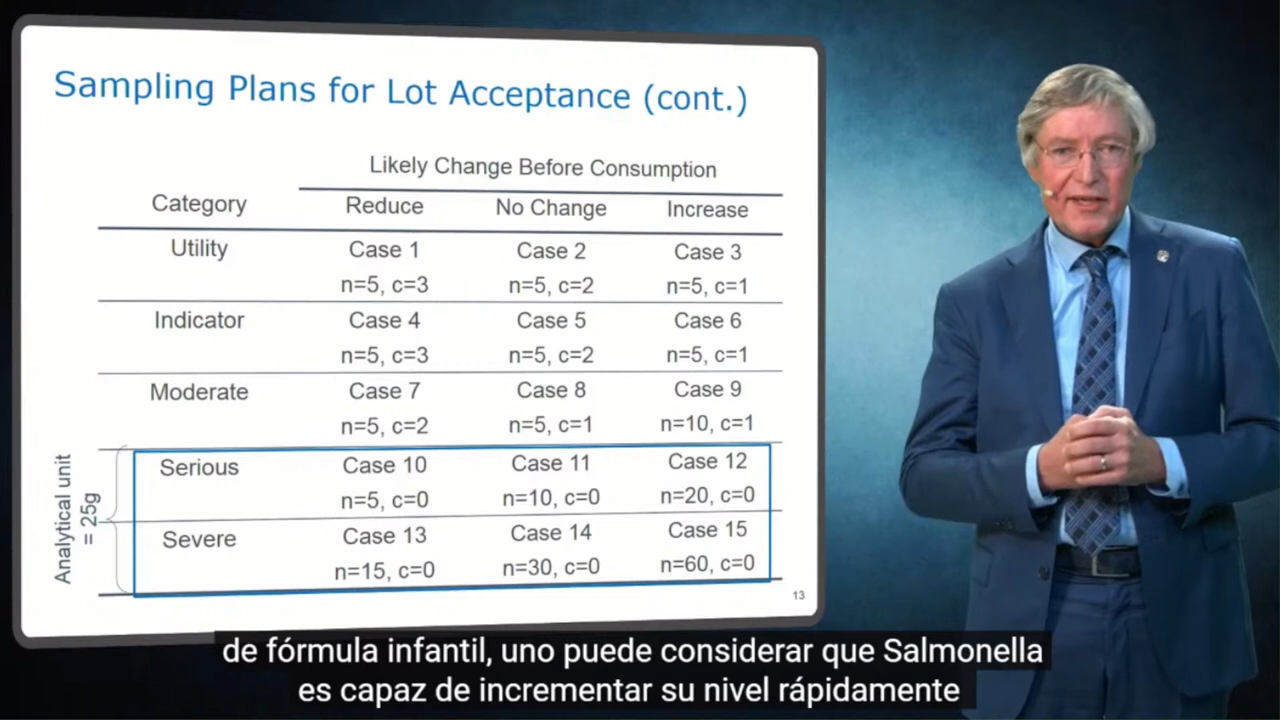 Sampling Plans for Lot Acceptance (cont.)
Likely Change Before Consumption
Category Reduce No Change Increase
Utility Case 1 Case 2 Case 3
n=5, c=3 n=5, c=2 n=5, c=1
Indicator Case 4 Case 5 Case 6
n=5, c=3 n=5, c=2 n=5, c=1
Moderate Case 7 Case 8 Case 9
n=5, c=2 n=5, c=1 n=10, c=1
Analytical unit
= 25g
Serious Case 10 Case 11 Case 12
n=5, c=0 n=10, c=0 n=20, c=0
Severe Case 13 Case 14 Case 15
n=15, c=0 n=30, c=0 n=60, c=0
13
de fórmula infantil, uno puede considerar que Salmonella
es capaz de incrementar su nivel rápidamente